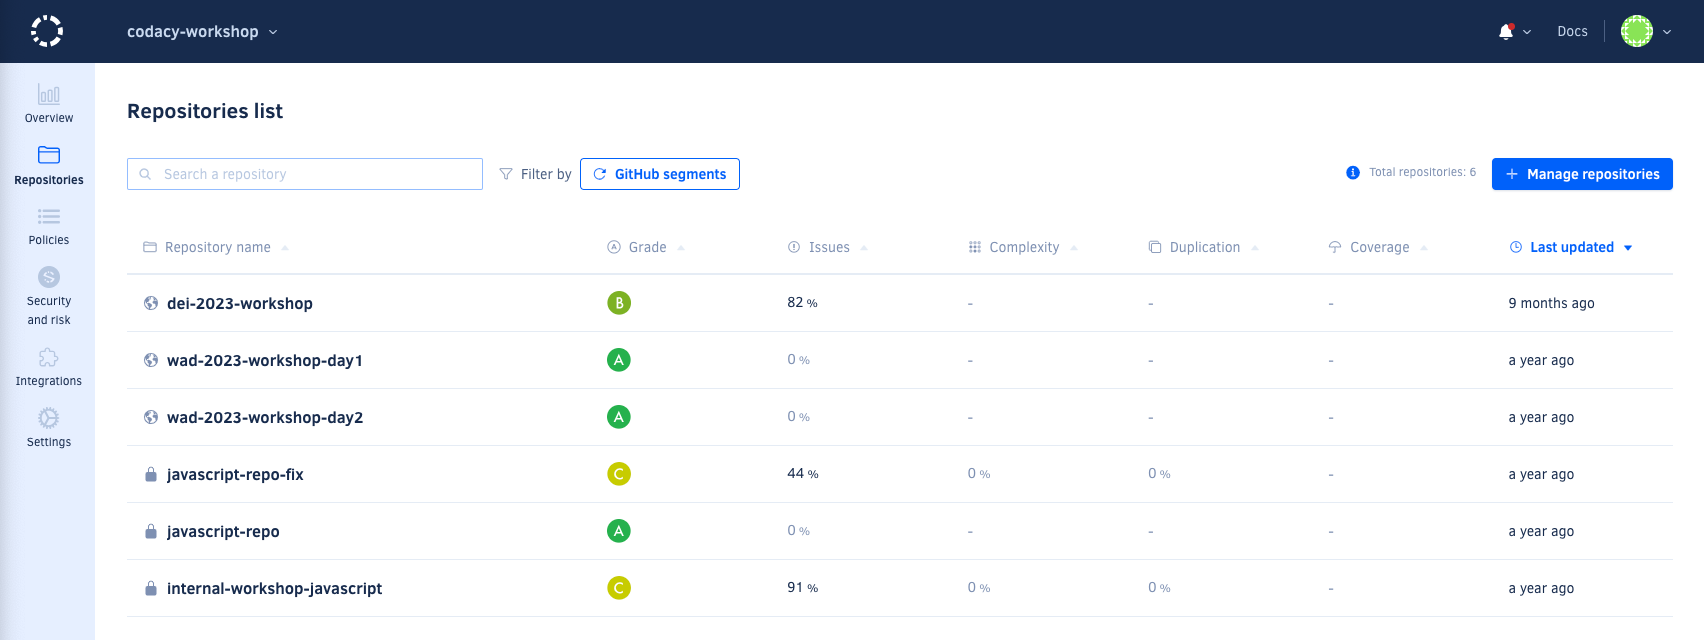 codacy-workshop
Docs
Overview
Repositories
Policies
Security
and risk
Integrations
Settings
Repositories list
Search a repository
Filter by
GitHub segments
Total repositories: 6
Manage repositories
Repository name Grade Issues Complexity Duplication Coverage Last updated
dei-2023-workshop B 82 % - - - 9 months ago
wad-2023-workshop-day1 A 0 % - - - a year ago
wad-2023-workshop-day2 A 0 % - - - a year ago
javascript-repo-fix C 44 % 0 % 0 % - a year ago
javascript-repo A 0 % - - - a year ago
internal-workshop-javascript C 91 % 0 % 0 % - a year ago